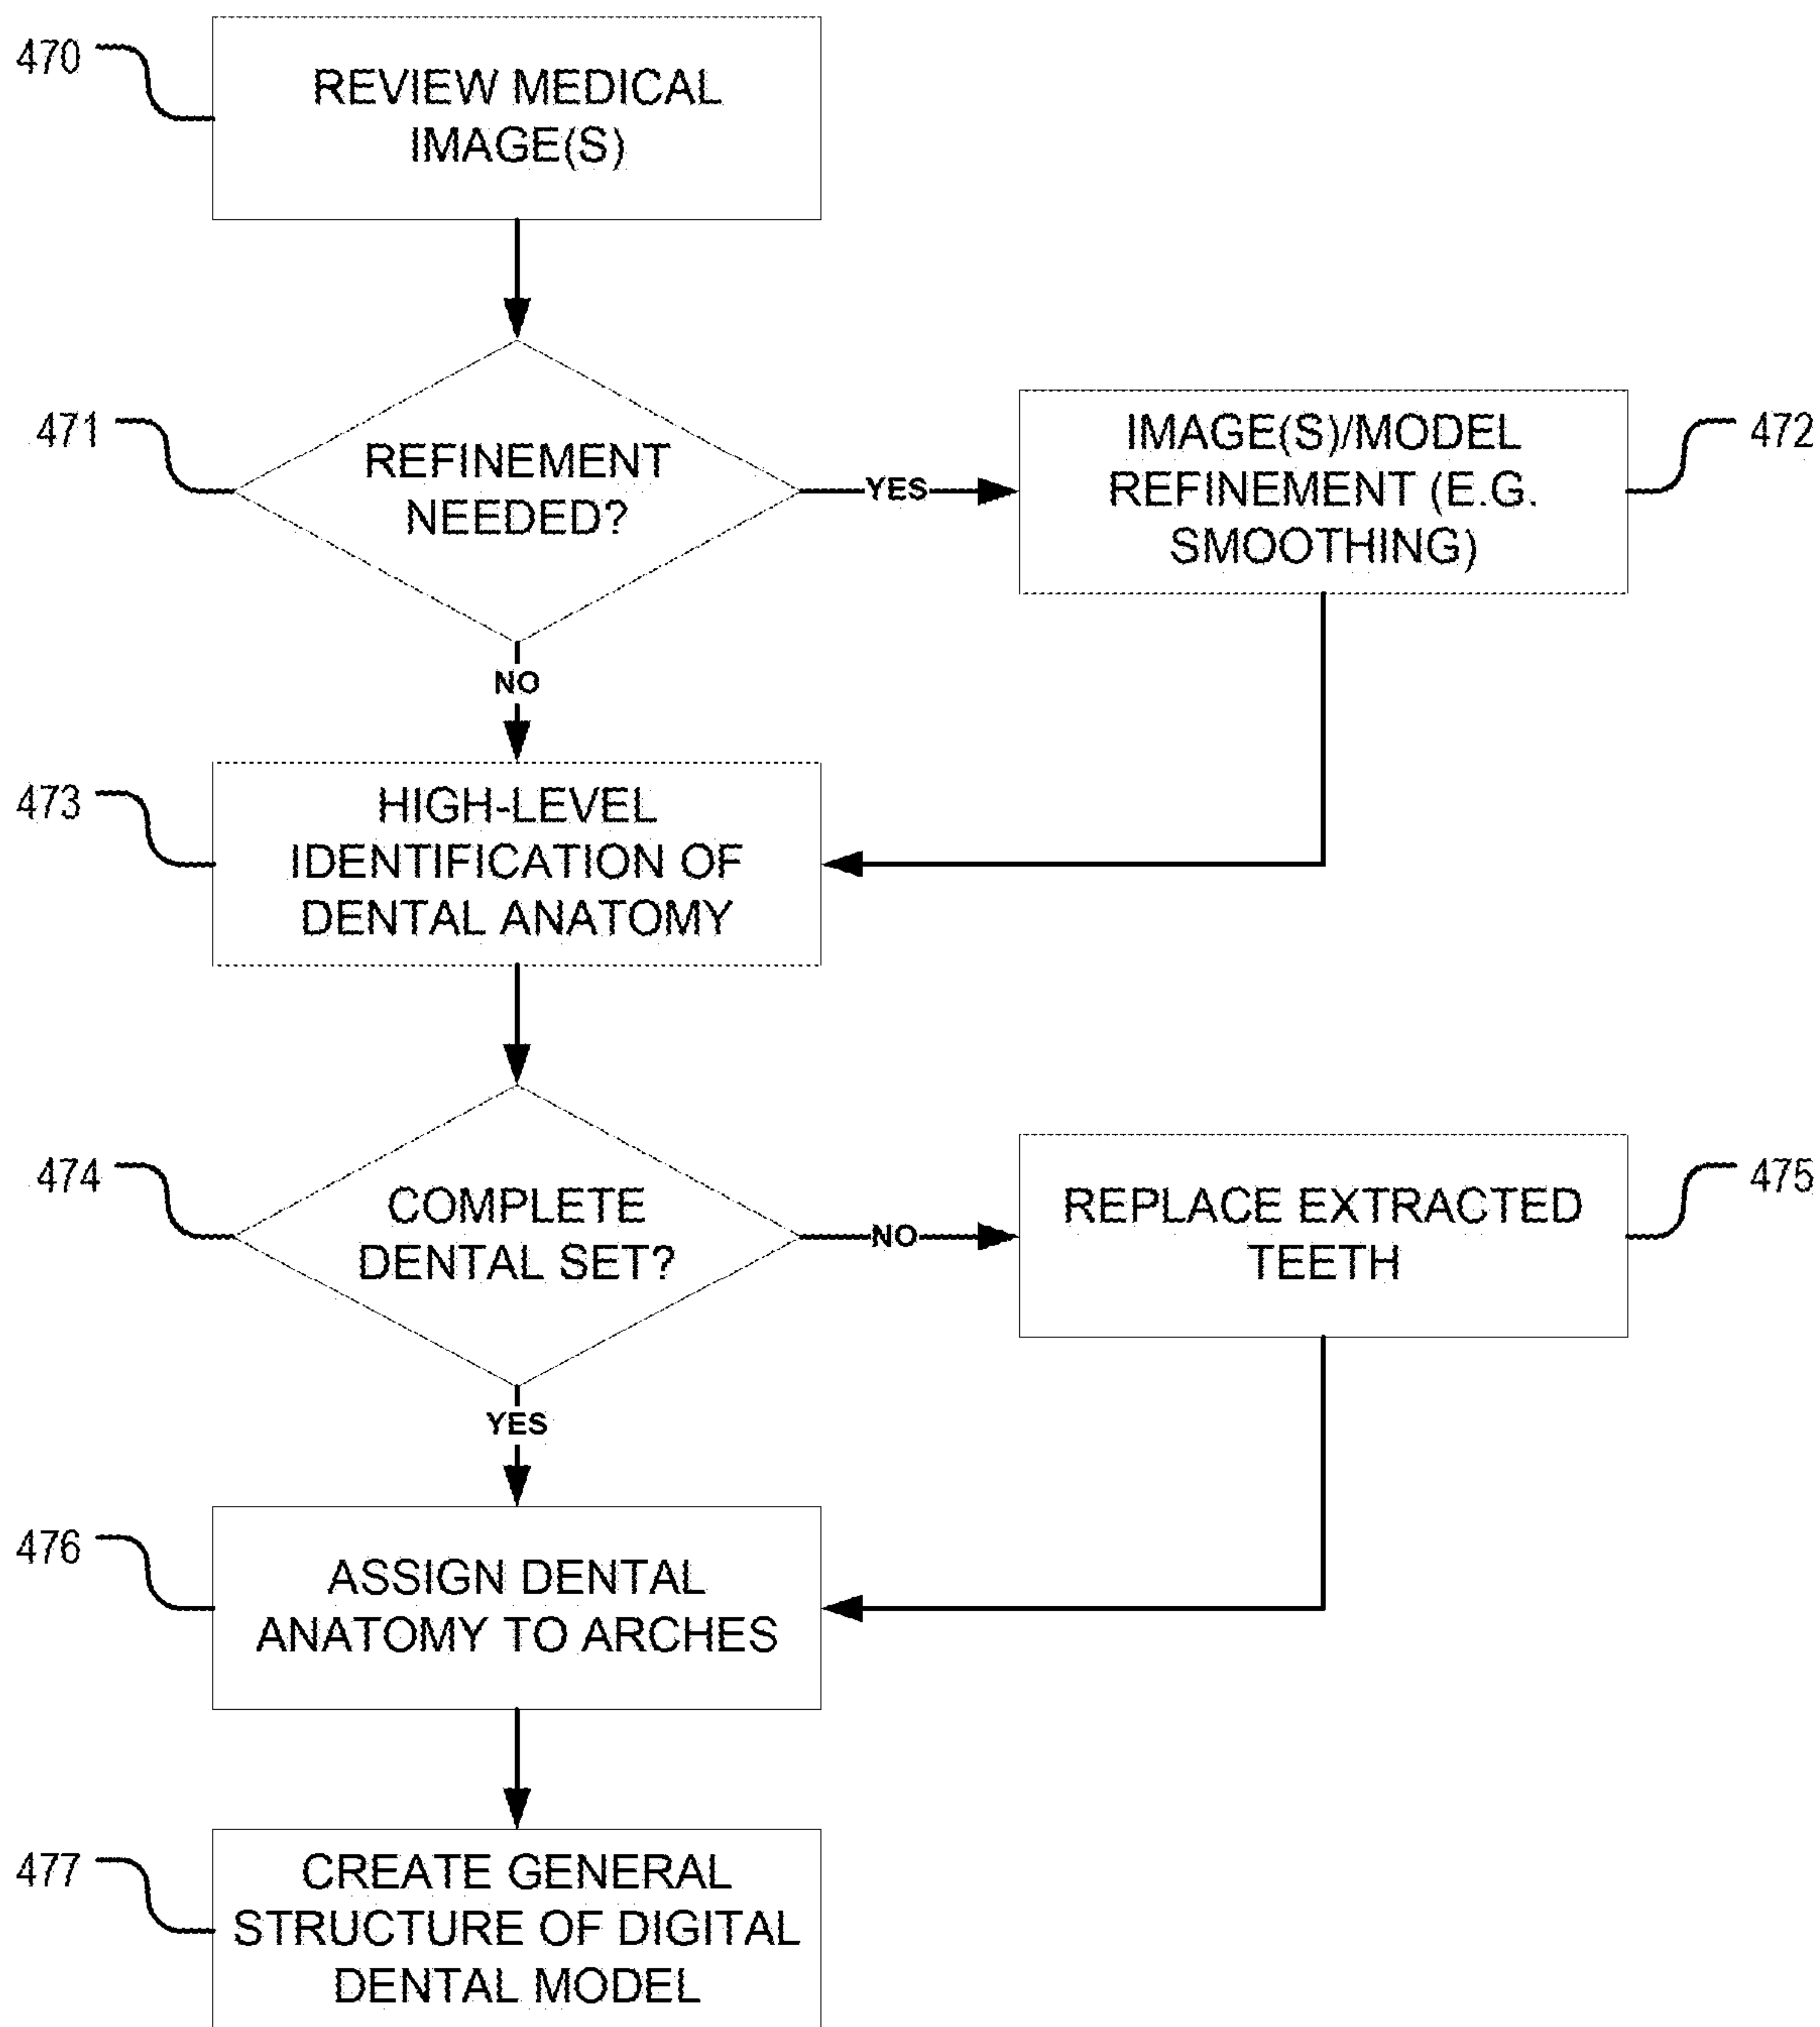 470
REVIEW MEDICAL
IMAGE(S)
471
REFINEMENT
NEEDED?
YES
IMAGE(S)/MODEL
REFINEMENT (E.G.
SMOOTHING)
472
NO
473
HIGH-LEVEL
IDENTIFICATION OF
DENTAL ANATOMY
474
COMPLETE
DENTAL SET?
NO
REPLACE EXTRACTED
TEETH
475
YES
476
ASSIGN DENTAL
ANATOMY TO ARCHES
477
CREATE GENERAL
STRUCTURE OF DIGITAL
DENTAL MODEL